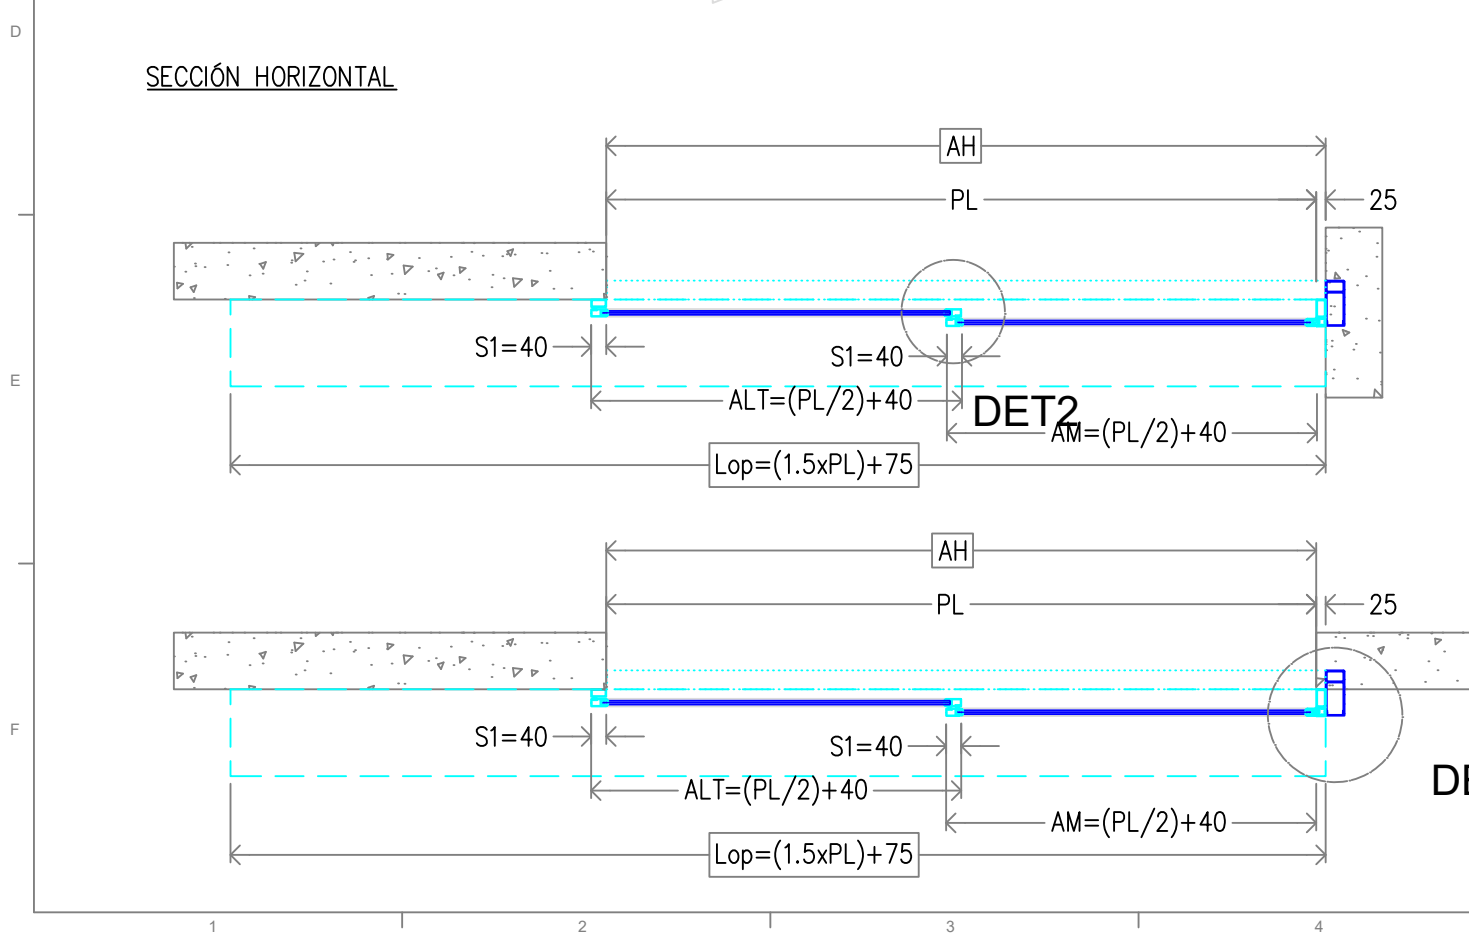 D
SECCIÓN HORIZONTAL
AH
PL
25
S1=40
S1=40
E
ALT=(PL/2)+40
DET2
AM=(PL/2)+40
Lop=(1.5xPL)+75
AH
PL
25
F
S1=40
S1=40
ALT=(PL/2)+40
DE
AM=(PL/2)+40
Lop=(1.5xPL)+75
1 2 3 4